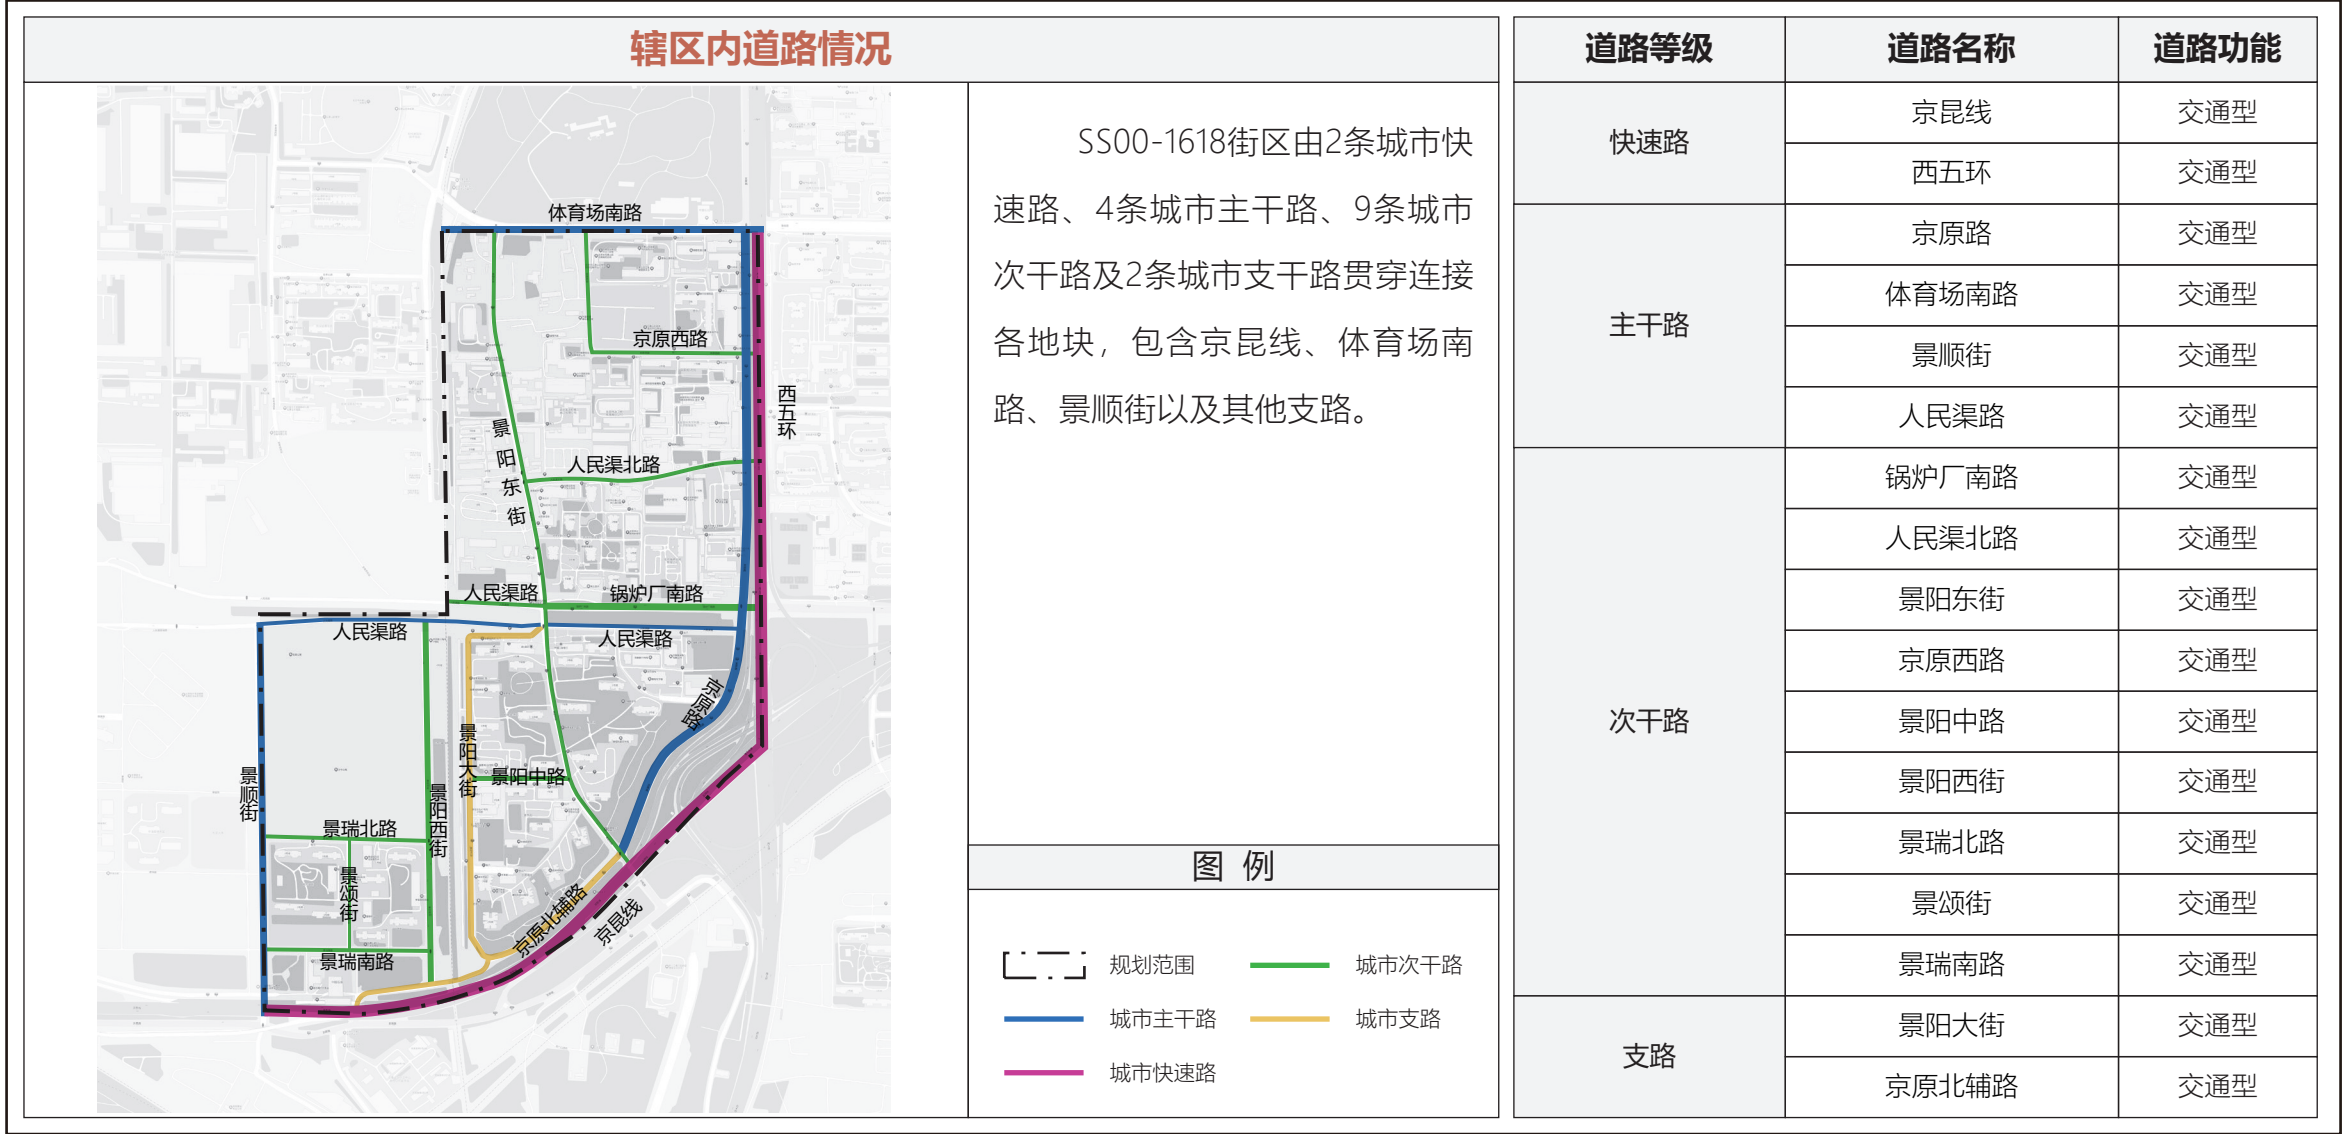 辖区内道路情况
体育场南路
京原西路
西五环
景阳东街
人民渠北路
人民渠路
锅炉厂南路
人民渠路
人民渠路
京原路
景阳大街
景阳中路
景顺街
景阳西街
景瑞北路
景颂街
京原北辅路
京昆线
景瑞南路
SS00-1618街区由2条城市快
速路、4条城市主干路、9条城市
次干路及2条城市支干路贯穿连接
各地块，包含京昆线、体育场南
路、景顺街以及其他支路。
图 例
规划范围 城市次干路
城市主干路 城市支路
城市快速路
道路等级 道路名称 道路功能
快速路
京昆线 交通型
西五环 交通型
主干路
京原路 交通型
体育场南路 交通型
景顺街 交通型
人民渠路 交通型
次干路
锅炉厂南路 交通型
人民渠北路 交通型
景阳东街 交通型
京原西路 交通型
景阳中路 交通型
景阳西街 交通型
景瑞北路 交通型
景颂街 交通型
景瑞南路 交通型
支路
景阳大街 交通型
京原北辅路 交通型